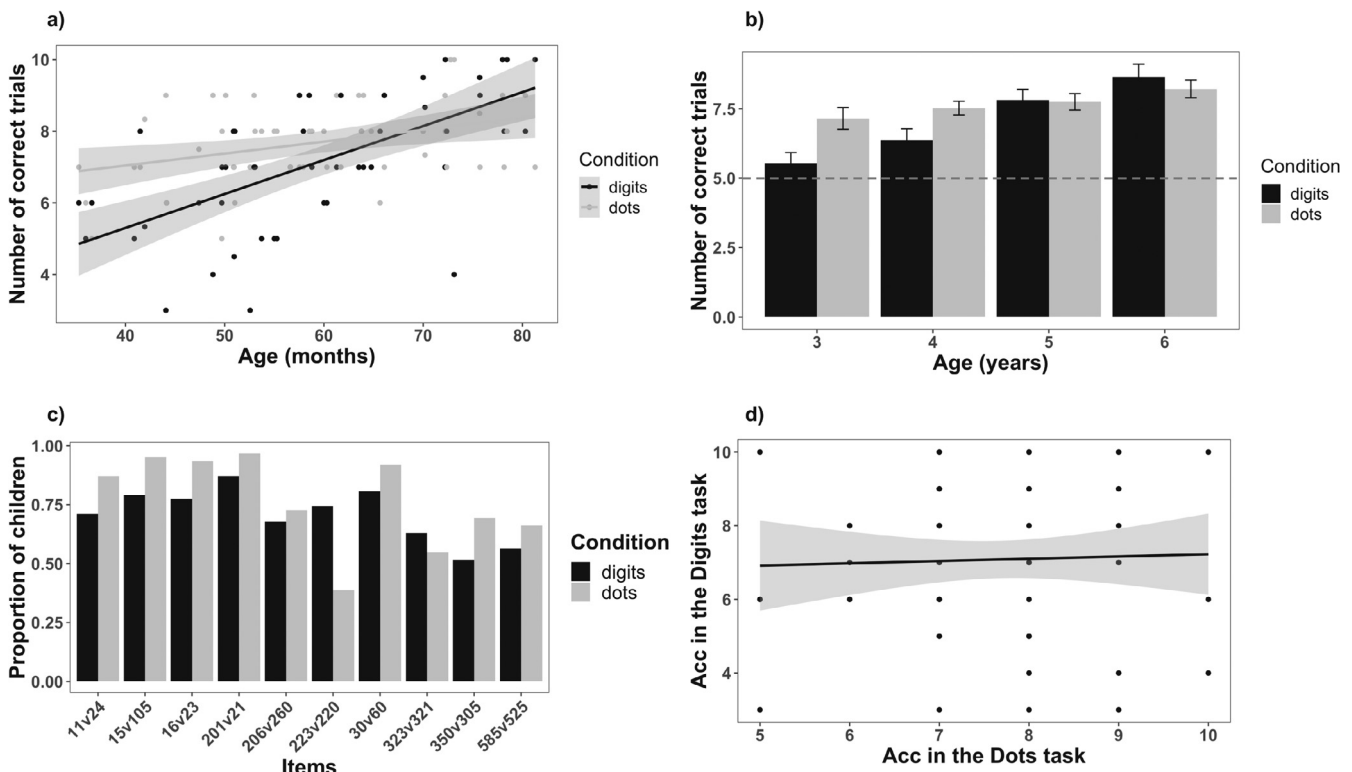 a)
Number of correct trials
10
8
6
4
40 50 60 70 80
Age (months)
Condition
digits
dots
b)
Number of correct trials
7.5
5.0
2.5
0.0
3 4 5 6
Age (years)
Condition
digits
dots
c)
Proportion of children
1.00
0.75
0.50
0.25
0.00
11v24 15v105 16v23 201v21 206v260 223v220 30v60 323v321 350v305 585v525
Items
Condition
digits
dots
d)
Acc in the Digits task
10
8
6
4
5 6 7 8 9 10
Acc in the Dots task